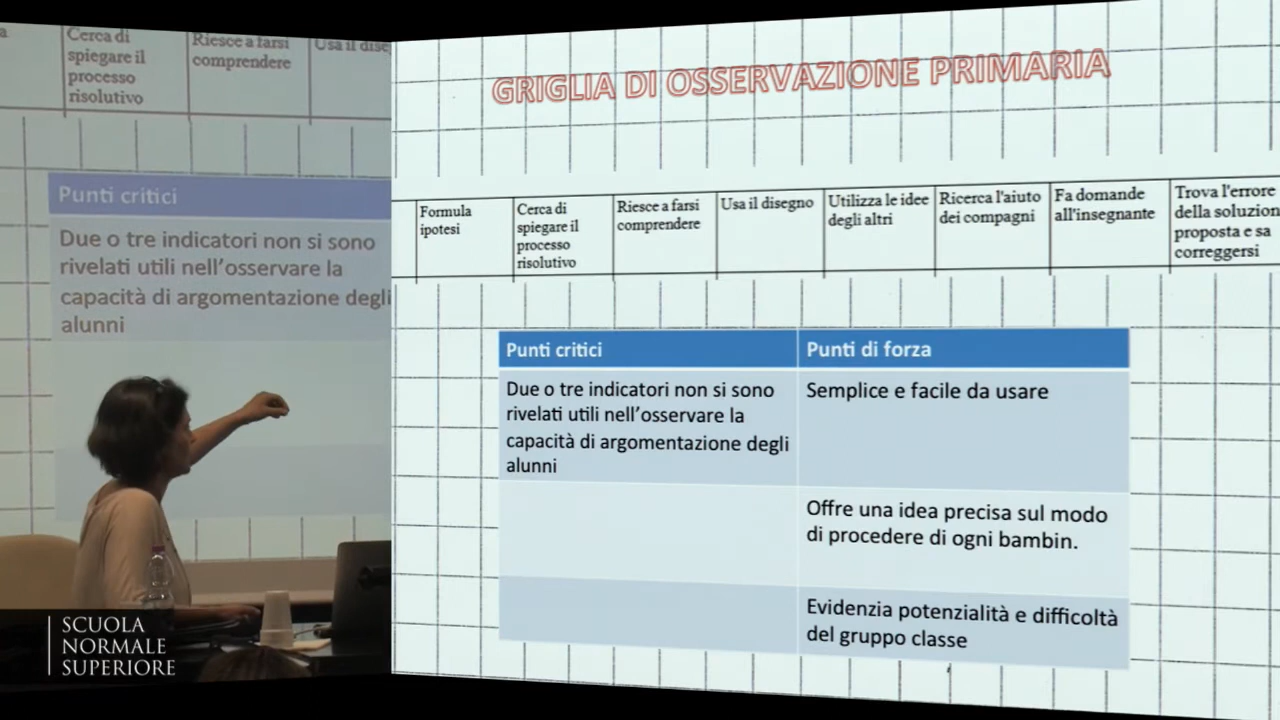 Cerca di
spiegare il
processo
risolutivo
Riesce a farsi
comprendere
Usa il dise
Punti critici
Due o tre indicatori non si sono
rivelati utili nell'osservare la
capacità di argomentazione degli
alunni
SCUOLA
NORMALE
SUPERIORE
GRIGLIA DI OSSERVAZIONE PRIMARIA
Formula
ipotesi
Cerca di
spiegare il
processo
risolutivo
Riesce a farsi
comprendere
Usa il disegno
Utilizza le idee
degli altri
Ricerca l'aiuto
dei compagni
Fa domande
all'insegnante
Trova l'errore
della soluzion
proposta e sa
correggersi
Punti critici
Due o tre indicatori non si sono
rivelati utili nell'osservare la
capacità di argomentazione degli
alunni
Punti di forza
Semplice e facile da usare
Offre una idea precisa sul modo
di procedere di ogni bambin.
Evidenzia potenzialità e difficoltà
del gruppo classe